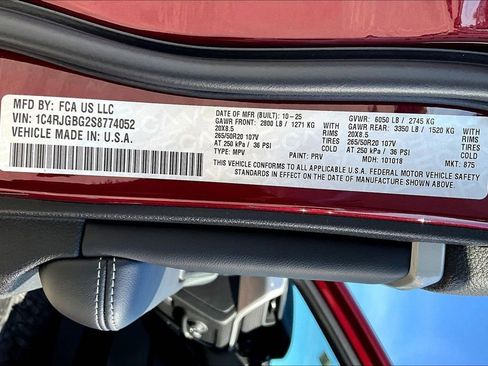 MFD BY: FCA US LLC
VIN: 1C4RJGBG2S8774052
VEHICLE MADE IN: U.S.A.
DATE OF MFR (BUILT): 10-25 GVWR: 6050 LB / 2745 KG
GAWR FRONT: 2800 LB / 1271 KG GAWR REAR: 3350 LB / 1520 KG
20X8.5 RIMS 20X8.5 RIMS
265/50R20 107V TIRES 265/50R20 107V TIRES
AT 250 kPa / 36 PSI COLD AT 250 kPa / 36 PSI COLD
TYPE: MPV PAINT: PRV MDH: 101018 MKT: 875
THIS VEHICLE CONFORMS TO ALL APPLICABLE U.S.A. FEDERAL MOTOR VEHICLE SAFETY
STANDARDS IN EFFECT ON THE DATE OF MANUFACTURE SHOWN ABOVE.